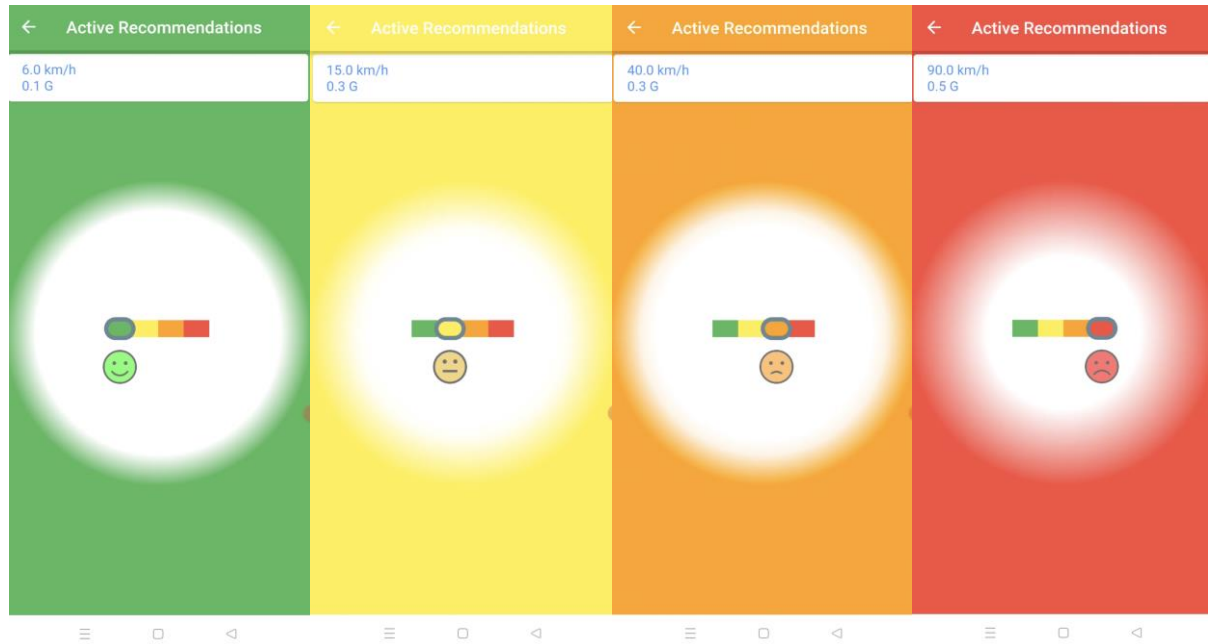 Active Recommendations
6.0 km/h
0.1 G
Active Recommendations
15.0 km/h
0.3 G
Active Recommendations
40.0 km/h
0.3 G
Active Recommendations
90.0 km/h
0.5 G